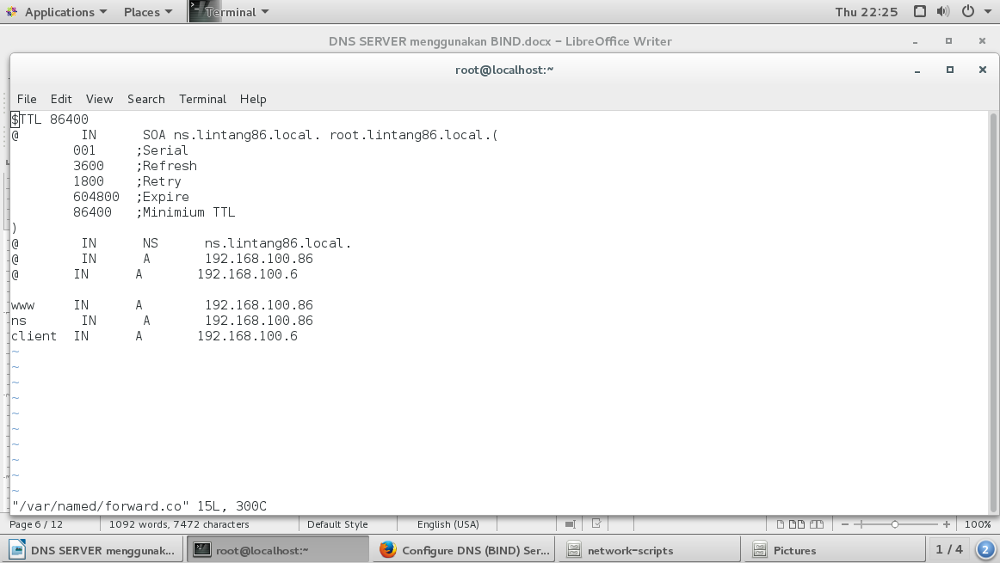 Applications Places Terminal Thu 22:25
DNS SERVER menggunakan BIND.docx - LibreOffice Writer
root@localhost:~
File Edit View Search Terminal Help
$TTL 86400
@ IN SOA ns.lintang86.local. root.lintang86.local.(
001 ;Serial
3600 ;Refresh
1800 ;Retry
604800 ;Expire
86400 ;Minimium TTL
)
@ IN NS ns.lintang86.local.
@ IN A 192.168.100.86
@ IN A 192.168.100.6
www IN A 192.168.100.86
ns IN A 192.168.100.86
client IN A 192.168.100.6
~
~
~
~
~
~
~
~
~
~
"/var/named/forward.co" 15L, 300C
Page 6 / 12 1092 words, 7472 characters Default Style English (USA) 100%
DNS SERVER menggunak... root@localhost:~ Configure DNS (BIND) Ser... network-scripts Pictures 1 / 4 2